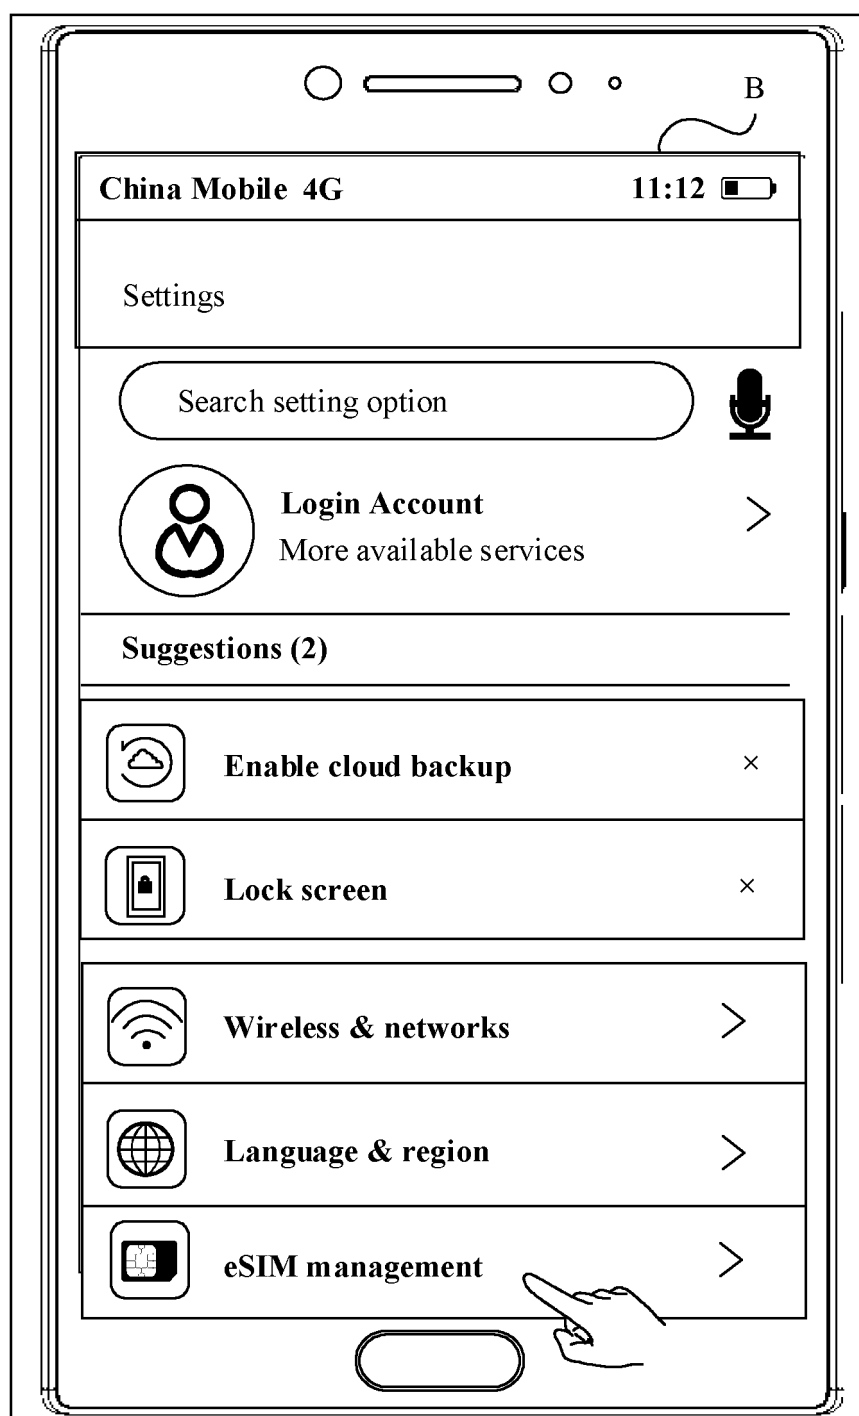 B
China Mobile 4G 11:12
Settings
Search setting option
Login Account
More available services
Suggestions (2)
Enable cloud backup ×
Lock screen ×
Wireless & networks
Language & region
eSIM management